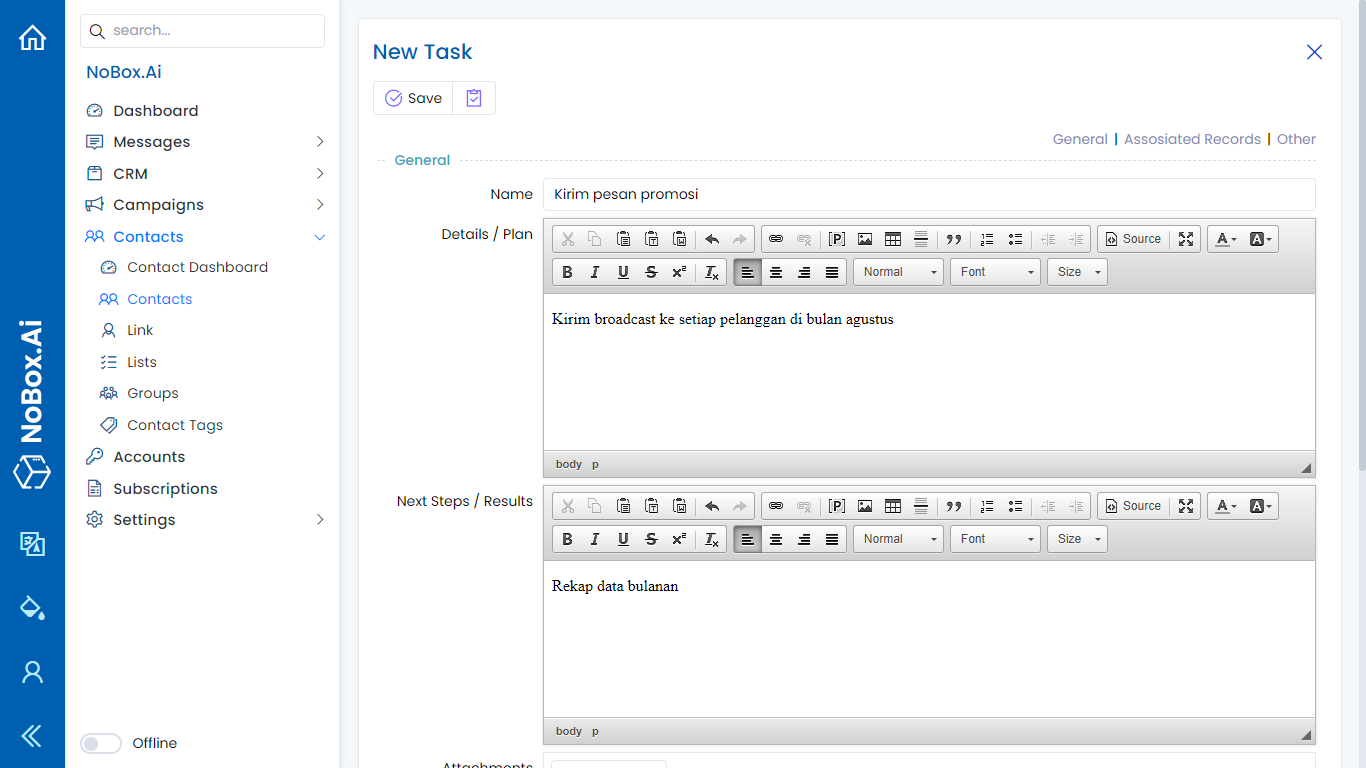 search...
NoBox.Ai
Dashboard
Messages
CRM
Campaigns
Contacts
Contact Dashboard
Contacts
Link
Lists
Groups
Contact Tags
Accounts
Subscriptions
Settings
Offline
NoBox.Ai
New Task
Save
General | Assosiated Records | Other
General
Name
Kirim pesan promosi
Details / Plan
Source
Normal Font Size
Kirim broadcast ke setiap pelanggan di bulan agustus
body p
Next Steps / Results
Source
Normal Font Size
Rekap data bulanan
body p
Attachments